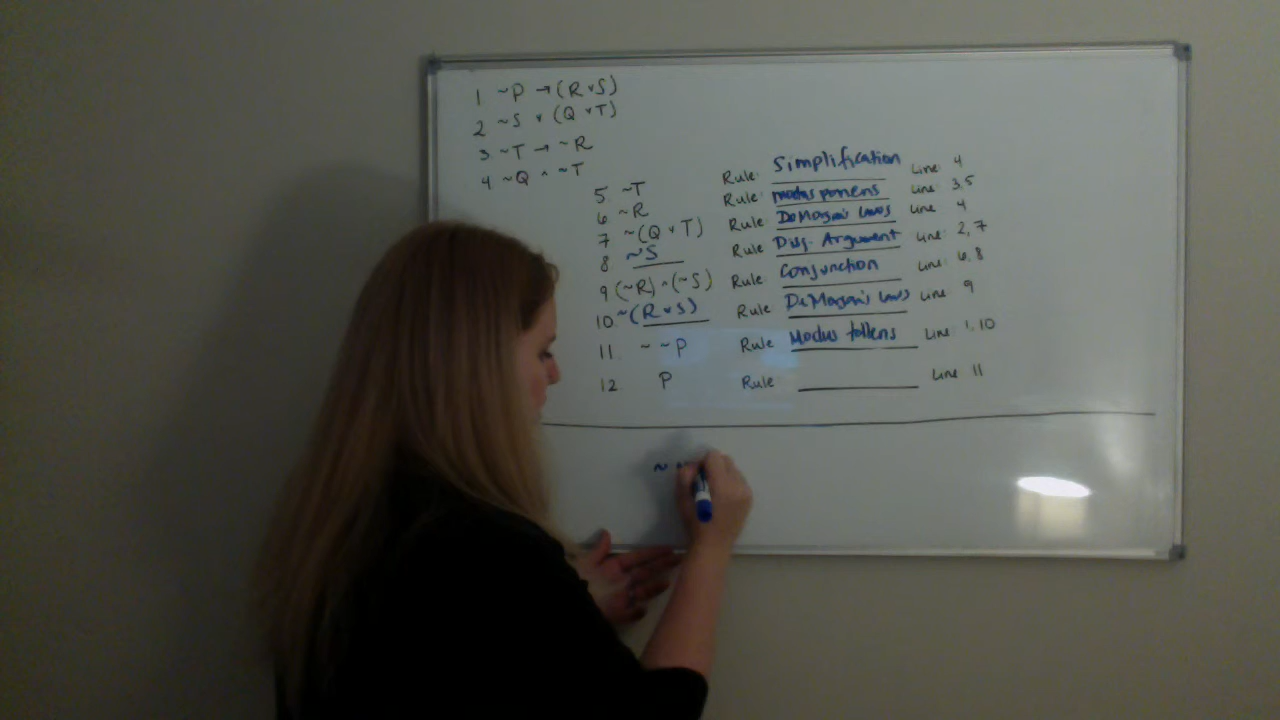 1 ~P → (R ∨ S)
2 ~S ∨ (Q ∨ T)
3 ~T → ~R
4 ~Q ∧ ~T
5. ~T Rule: Simplification Line 4
6 ~R Rule: modus ponens Line: 3,5
7 ~(Q ∨ T) Rule DeMorgan's Laws Line 4
8 ~S Rule Disj. Argument Line: 2, 7
9 (~R) ∧ (~S) Rule: Conjunction Line: 6, 8
10. ~(R ∨ S) Rule DeMorgan's Laws Line 9
11. ~ ~P Rule Modus tollens Line: 1, 10
12 P Rule Line 11
~ ~